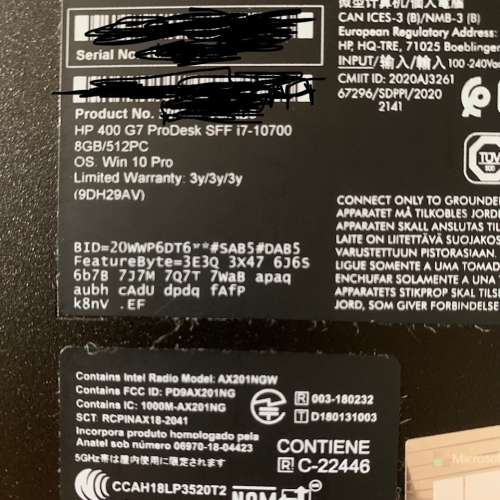 Serial No
Product No.
HP 400 G7 ProDesk SFF i7-10700
8GB/512PC
OS. Win 10 Pro
Limited Warranty: 3y/3y/3y
(9DH29AV)
BID=20WWP6DT6**#SAB5#DAB5
FeatureByte=3E3Q 3X47 6J6S
6b7B 7J7M 7Q7T 7WaB apaq
aubh cAdU dpdq fAfP
k8nV .EF
微型计算机/個人電腦
CAN ICES-3 (B)/NMB-3 (B)
European Regulatory Address:
HP, HQ-TRE, 71025 Boeblingen
INPUT/输入/輸入 100-240Vac
CMIIT ID: 2020AJ3261
67296/SDPPI/2020
2141
TÜV
CONNECT ONLY TO GROUNDE
APPARATET MÅ TILKOBLES JORD
APPARATEN SKALL ANSLUTAS TI
LAITE ON LIITETTÄVÄ SUOJAKOS
VARUSTETTUUN PISTORASIAAN.
LIGUE SOMENTE A UMA TOMAD
ENCHUFAR SOLAMENTE A UNA
APPARATETS STIKPROP SKAL TILS
JORD, SOM GIVER FORBINDELSE
Contains Intel Radio Model: AX201NGW
Contains FCC ID: PD9AX201NG
Contains IC: 1000M-AX201NG
SCT: RCPINAX18-2041
Incorpora produto homologado pela
Anatel sob número 06970-18-04423
5GHz帯は屋内使用に限定されます
R 003-180232
T D180131003
CONTIENE
R C-22446
CCAH18LP3520T2
NOM
Microsof